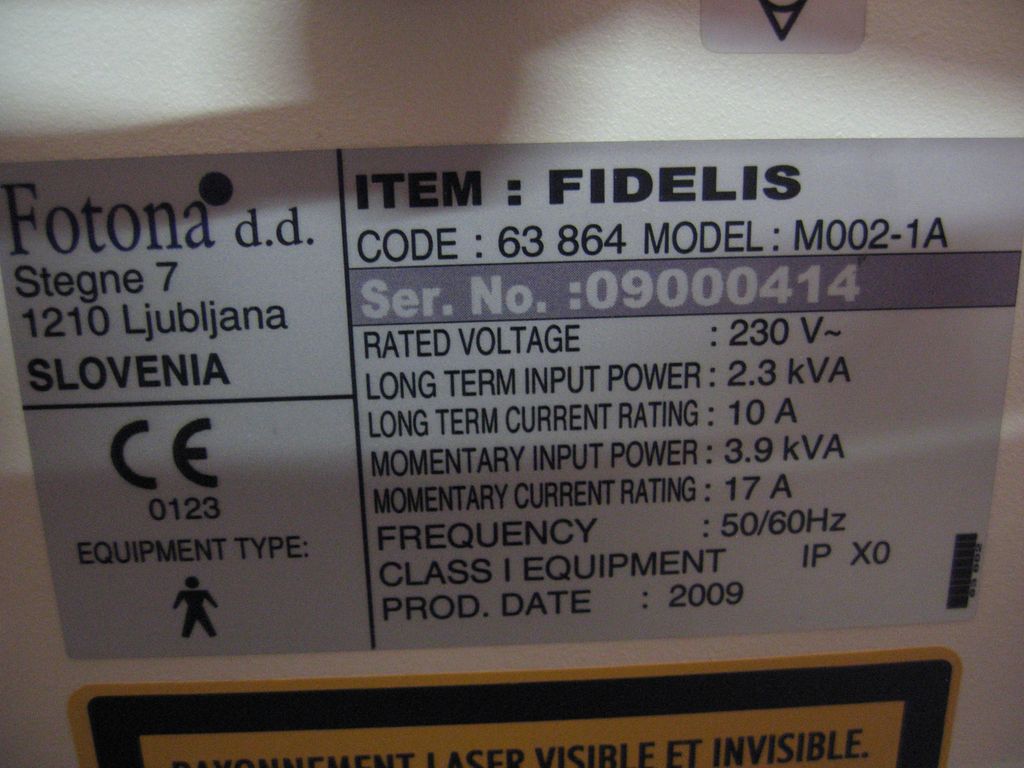 Fotona d.d.
Stegne 7
1210 Ljubljana
SLOVENIA
CE
0123
EQUIPMENT TYPE:
ITEM : FIDELIS
CODE : 63 864 MODEL : M002-1A
Ser. No. :09000414
RATED VOLTAGE : 230 V~
LONG TERM INPUT POWER : 2.3 kVA
LONG TERM CURRENT RATING : 10 A
MOMENTARY INPUT POWER : 3.9 kVA
MOMENTARY CURRENT RATING : 17 A
FREQUENCY : 50/60Hz
CLASS I EQUIPMENT IP X0
PROD. DATE : 2009
RAYONNEMENT LASER VISIBLE ET INVISIBLE.